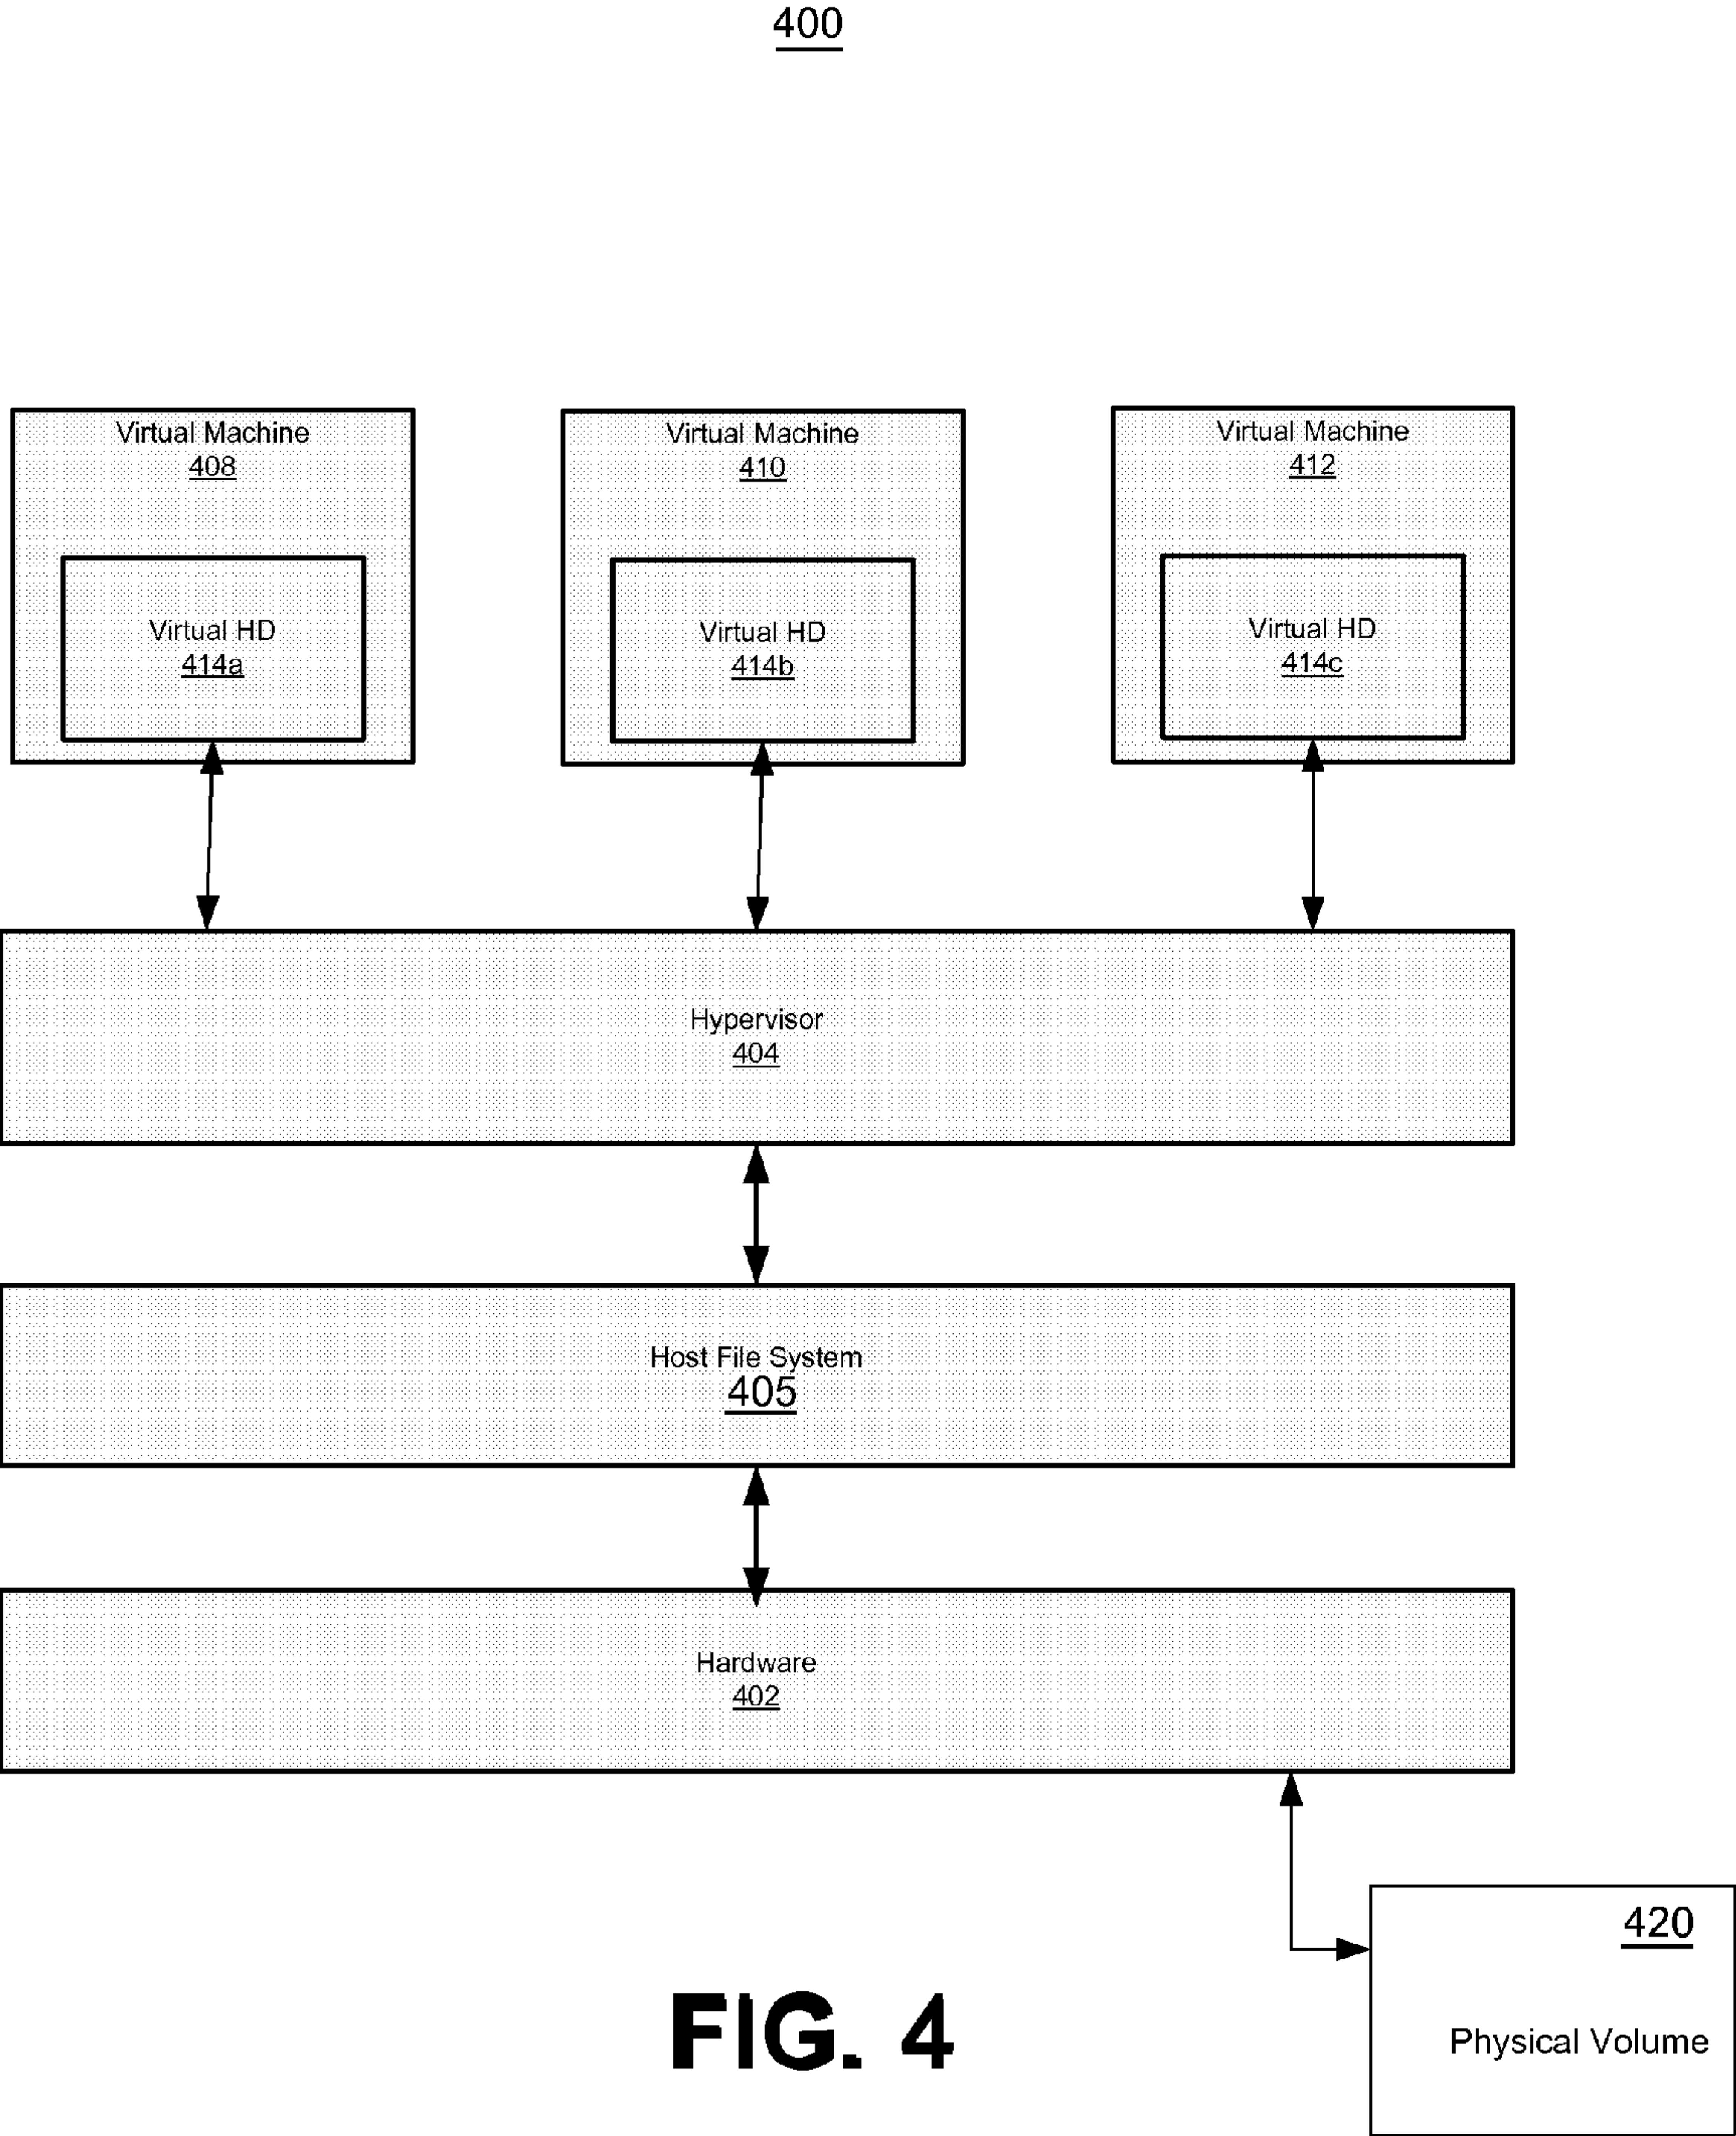 400
Virtual Machine
408
Virtual HD
414a
Virtual Machine
410
Virtual HD
414b
Virtual Machine
412
Virtual HD
414c
Hypervisor
404
Host File System
405
Hardware
402
420
Physical Volume
FIG. 4